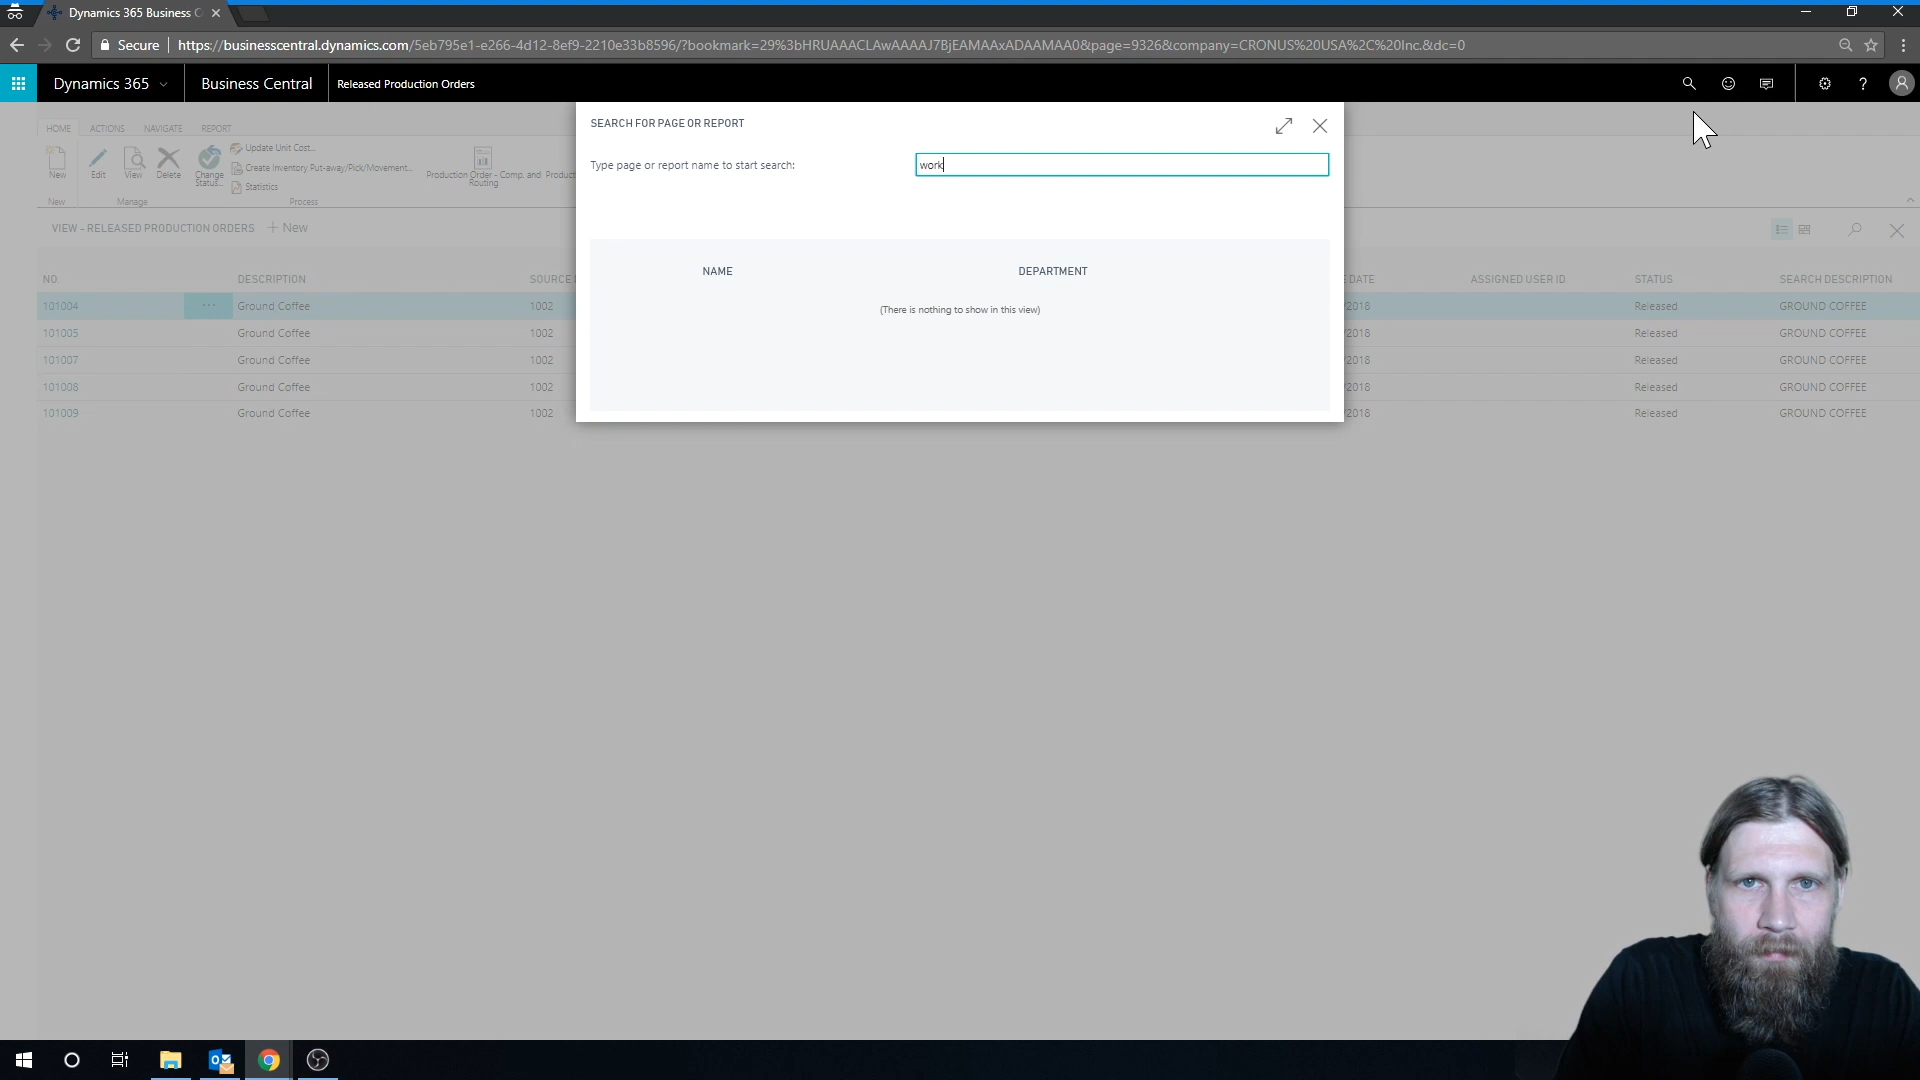 Dynamics 365 Business C
Secure https://businesscentral.dynamics.com/5eb795e1-e266-4d12-8ef9-2210e33b8596/?bookmark=29%3bHRUAAACLAwAAAAJ7BjEAMAAxADAAMAA0&page=9326&company=CRONUS%20USA%2C%20Inc.&dc=0
Dynamics 365 Business Central Released Production Orders
SEARCH FOR PAGE OR REPORT
Type page or report name to start search: work
NAME DEPARTMENT
(There is nothing to show in this view)
HOME ACTIONS NAVIGATE REPORT
New Edit View Delete Change Status... Update Unit Cost...
Create Inventory Put-away/Pick/Movement...
Statistics
Production Order - Comp. and Routing Product
New Manage Process
VIEW - RELEASED PRODUCTION ORDERS + New
NO. DESCRIPTION SOURCE E DATE ASSIGNED USER ID STATUS SEARCH DESCRIPTION
101004 ... Ground Coffee 1002 /2018 Released GROUND COFFEE
101005 Ground Coffee 1002 Released GROUND COFFEE
101007 Ground Coffee 1002 /2018 Released GROUND COFFEE
101008 Ground Coffee 1002 /2018 Released GROUND COFFEE
101009 Ground Coffee 1002 /2018 Released GROUND COFFEE